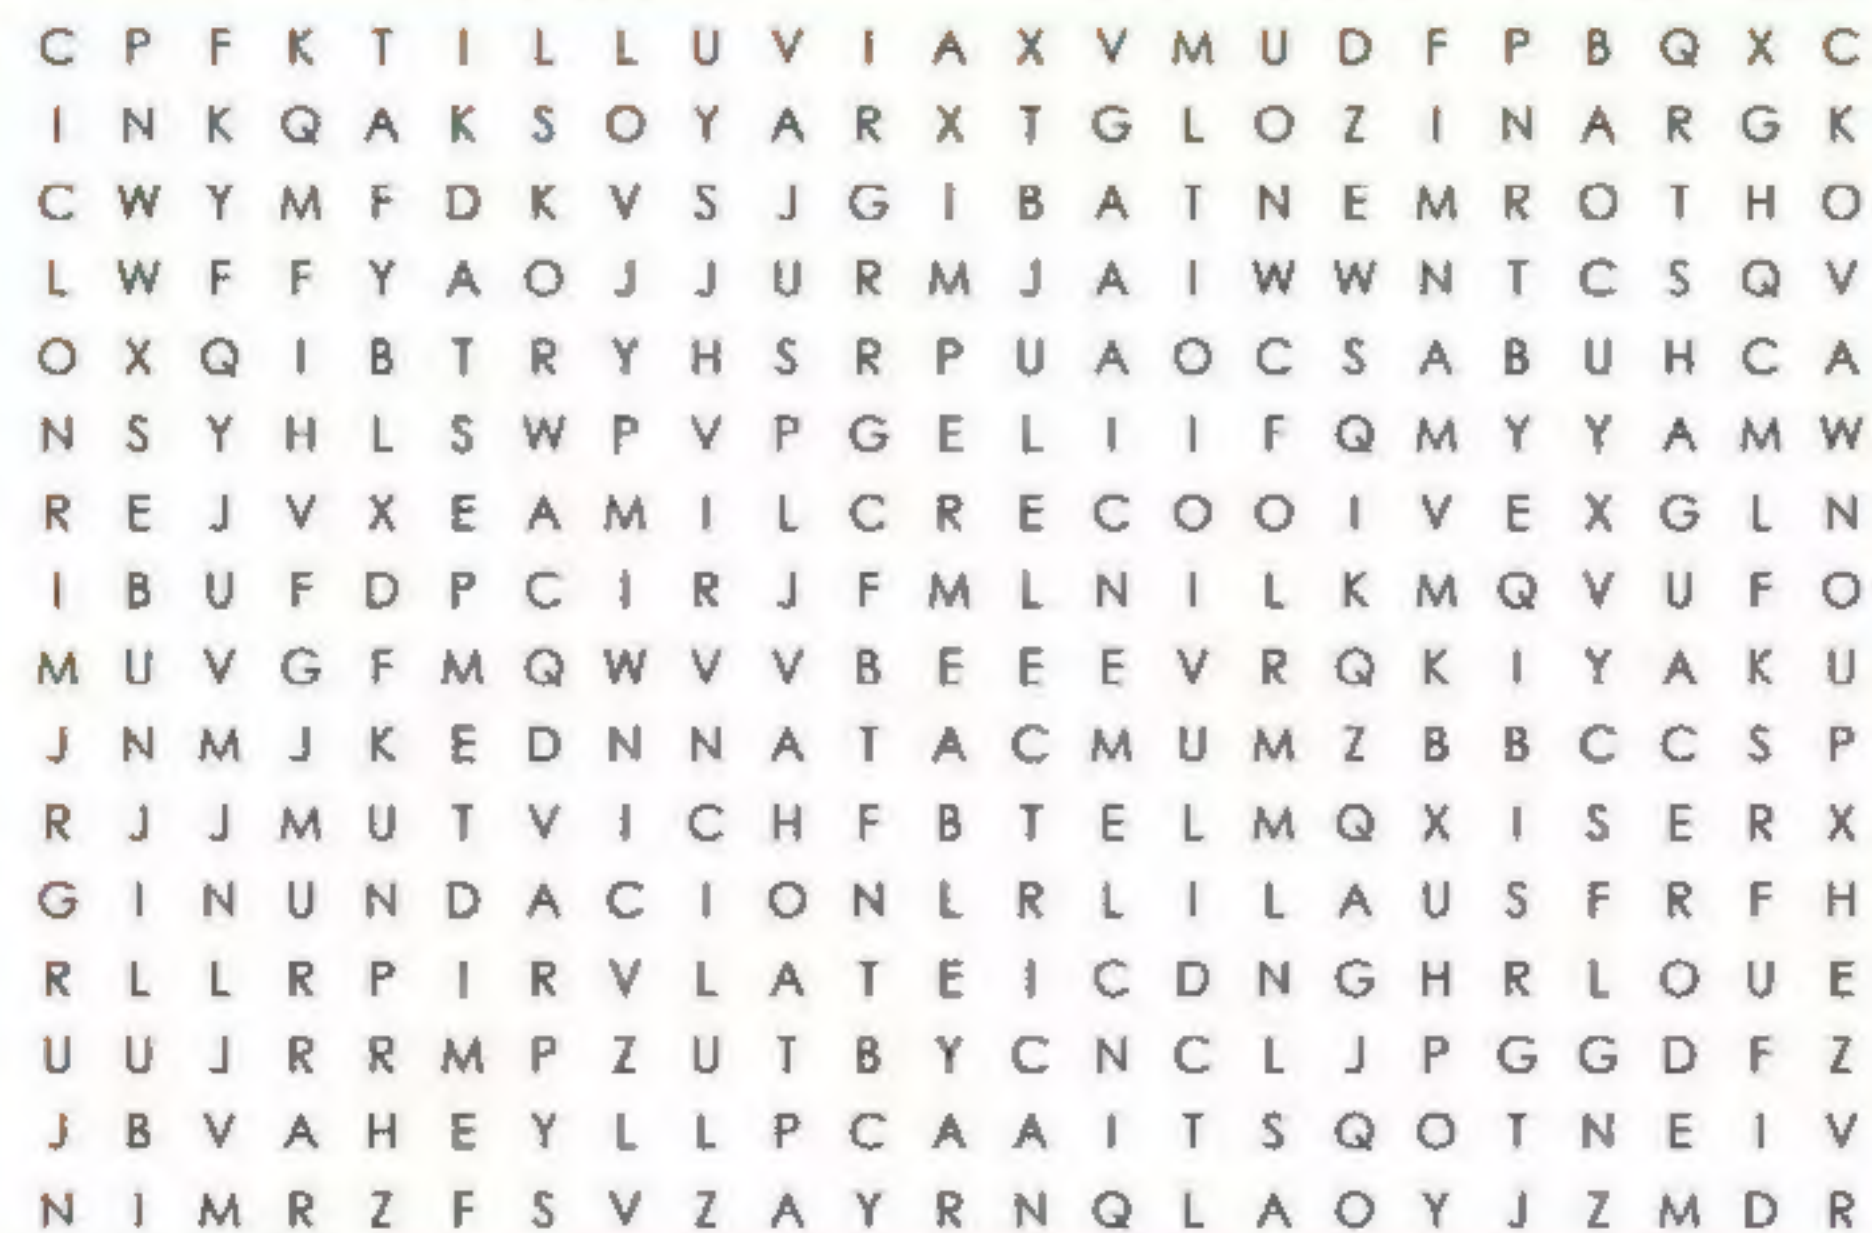 C P F K T I L L U V I A X V M U D F P B Q X C
I N K Q A K S O Y A R X T G L O Z I N A R G K
C W Y M F D K V S J G I B A T N E M R O T H O
L W F F Y A O J J U R M J A I W W N T C S Q V
O X Q I B T R Y H S R P U A O C S A B U H C A
N S Y H L S W P V P G E L I I F Q M Y Y A M W
R E J V X E A M I L C R E C O O I V E X G L N
I B U F D P C I R J F M L N I L K M Q V U F O
M U V G F M Q W V V B E E E V R Q K I Y A K U
J N M J K E D N N A T A C M U M Z B B C C S P
R J J M U T V I C H F B T E L M Q X I S E R X
G I N U N D A C I O N L R L I L A U S F R F H
R L L R P I R V L A T E I C D N G H R L O U E
U U J R R M P Z U T B Y C N C L J P G G D F Z
J B V A H E Y L L P C A A I T S Q O T N E I V
N I M R Z F S V Z A Y R N Q L A O Y J Z M D R